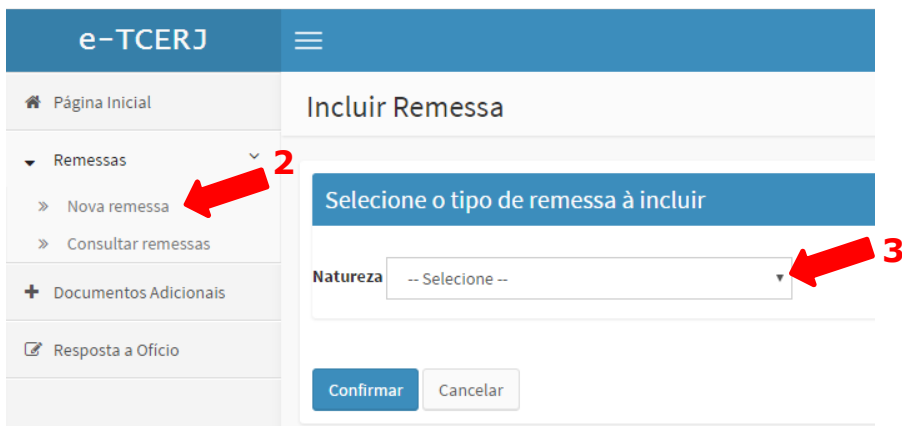 e-TCERJ
Página Inicial
Remessas
2
Nova remessa
Consultar remessas
Documentos Adicionais
Resposta a Ofício
Incluir Remessa
Selecione o tipo de remessa à incluir
Natureza -- Selecione --
3
Confirmar Cancelar